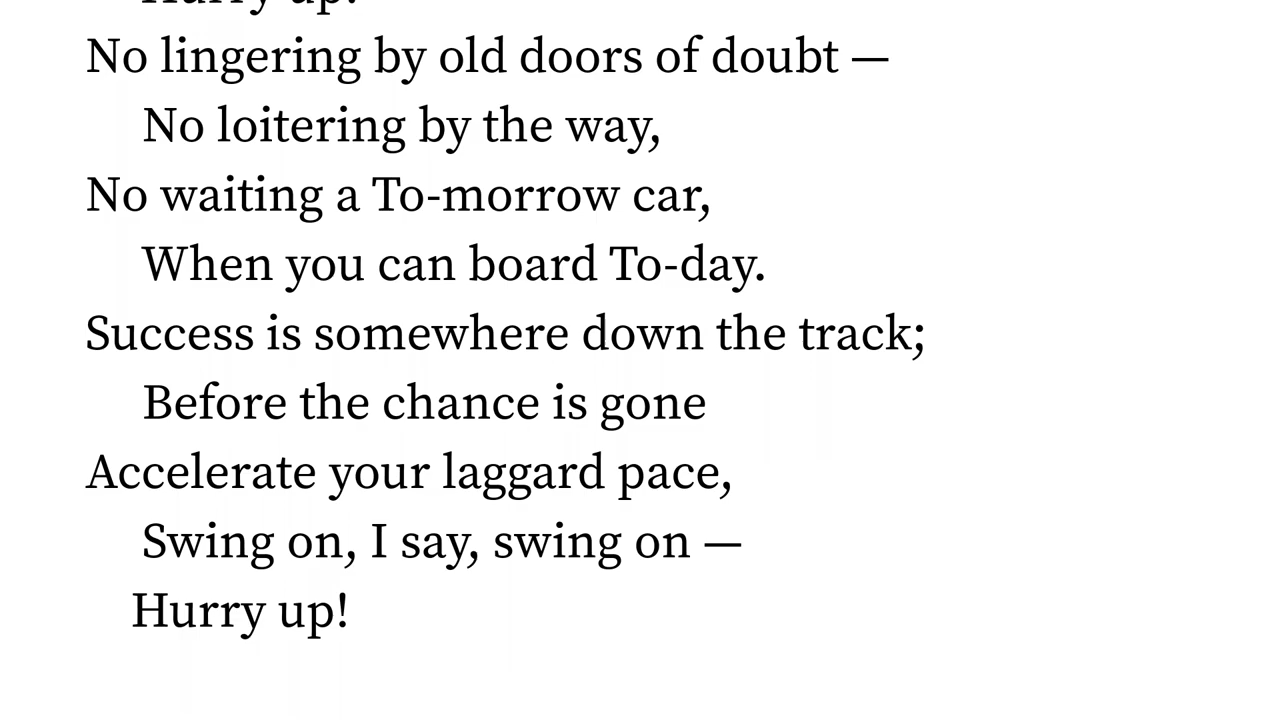 Hurry up!
No lingering by old doors of doubt —
No loitering by the way,
No waiting a To-morrow car,
When you can board To-day.
Success is somewhere down the track;
Before the chance is gone
Accelerate your laggard pace,
Swing on, I say, swing on —
Hurry up!